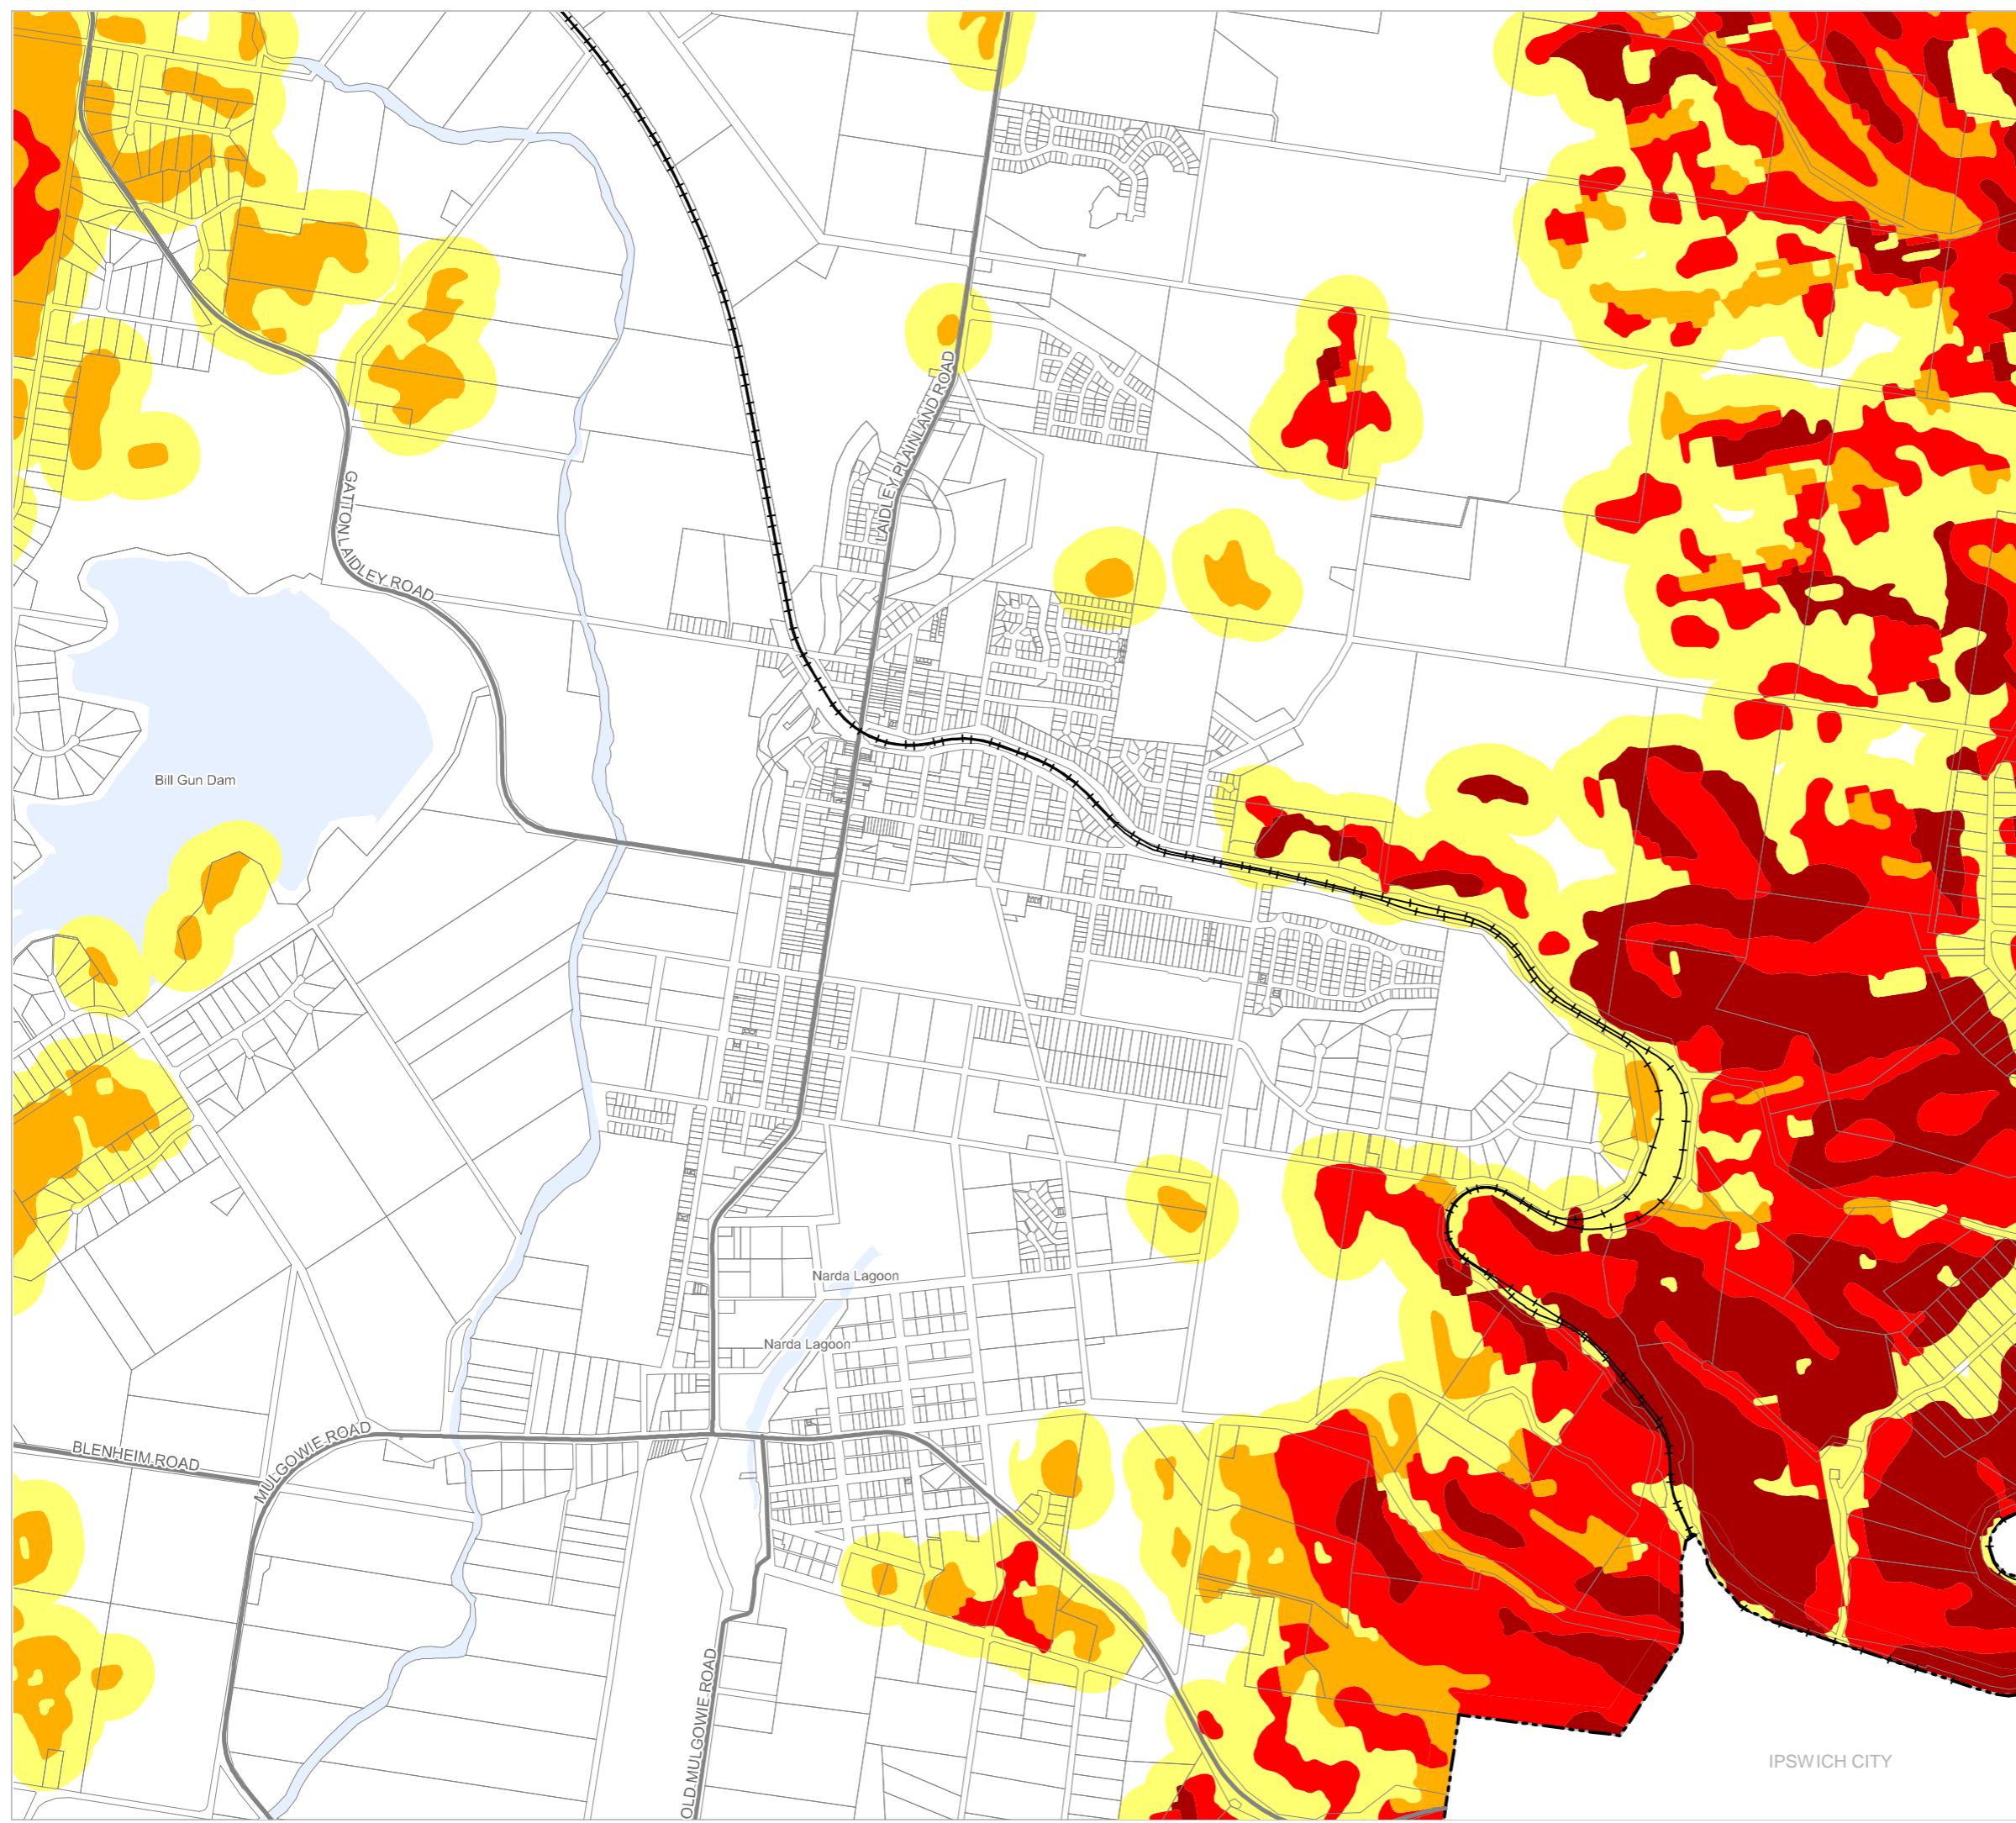 LAIDLEY PLAINLAND ROAD
GATTON LAIDLEY ROAD
Bill Gun Dam
Narda Lagoon
Narda Lagoon
BLENHEIM ROAD
MULGOWIE ROAD
OLD MULGOWIE ROAD
IPSWICH CITY